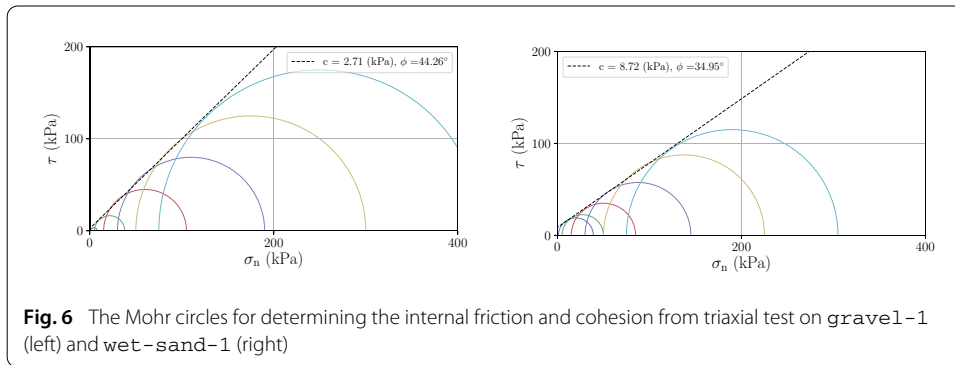 200
100
0
τ (kPa)
c = 2.71 (kPa), ϕ =44.26°
0
200
400
σn (kPa)
200
100
0
τ (kPa)
c = 8.72 (kPa), ϕ =34.95°
0
200
400
σn (kPa)
Fig. 6 The Mohr circles for determining the internal friction and cohesion from triaxial test on gravel-1
(left) and wet-sand-1 (right)